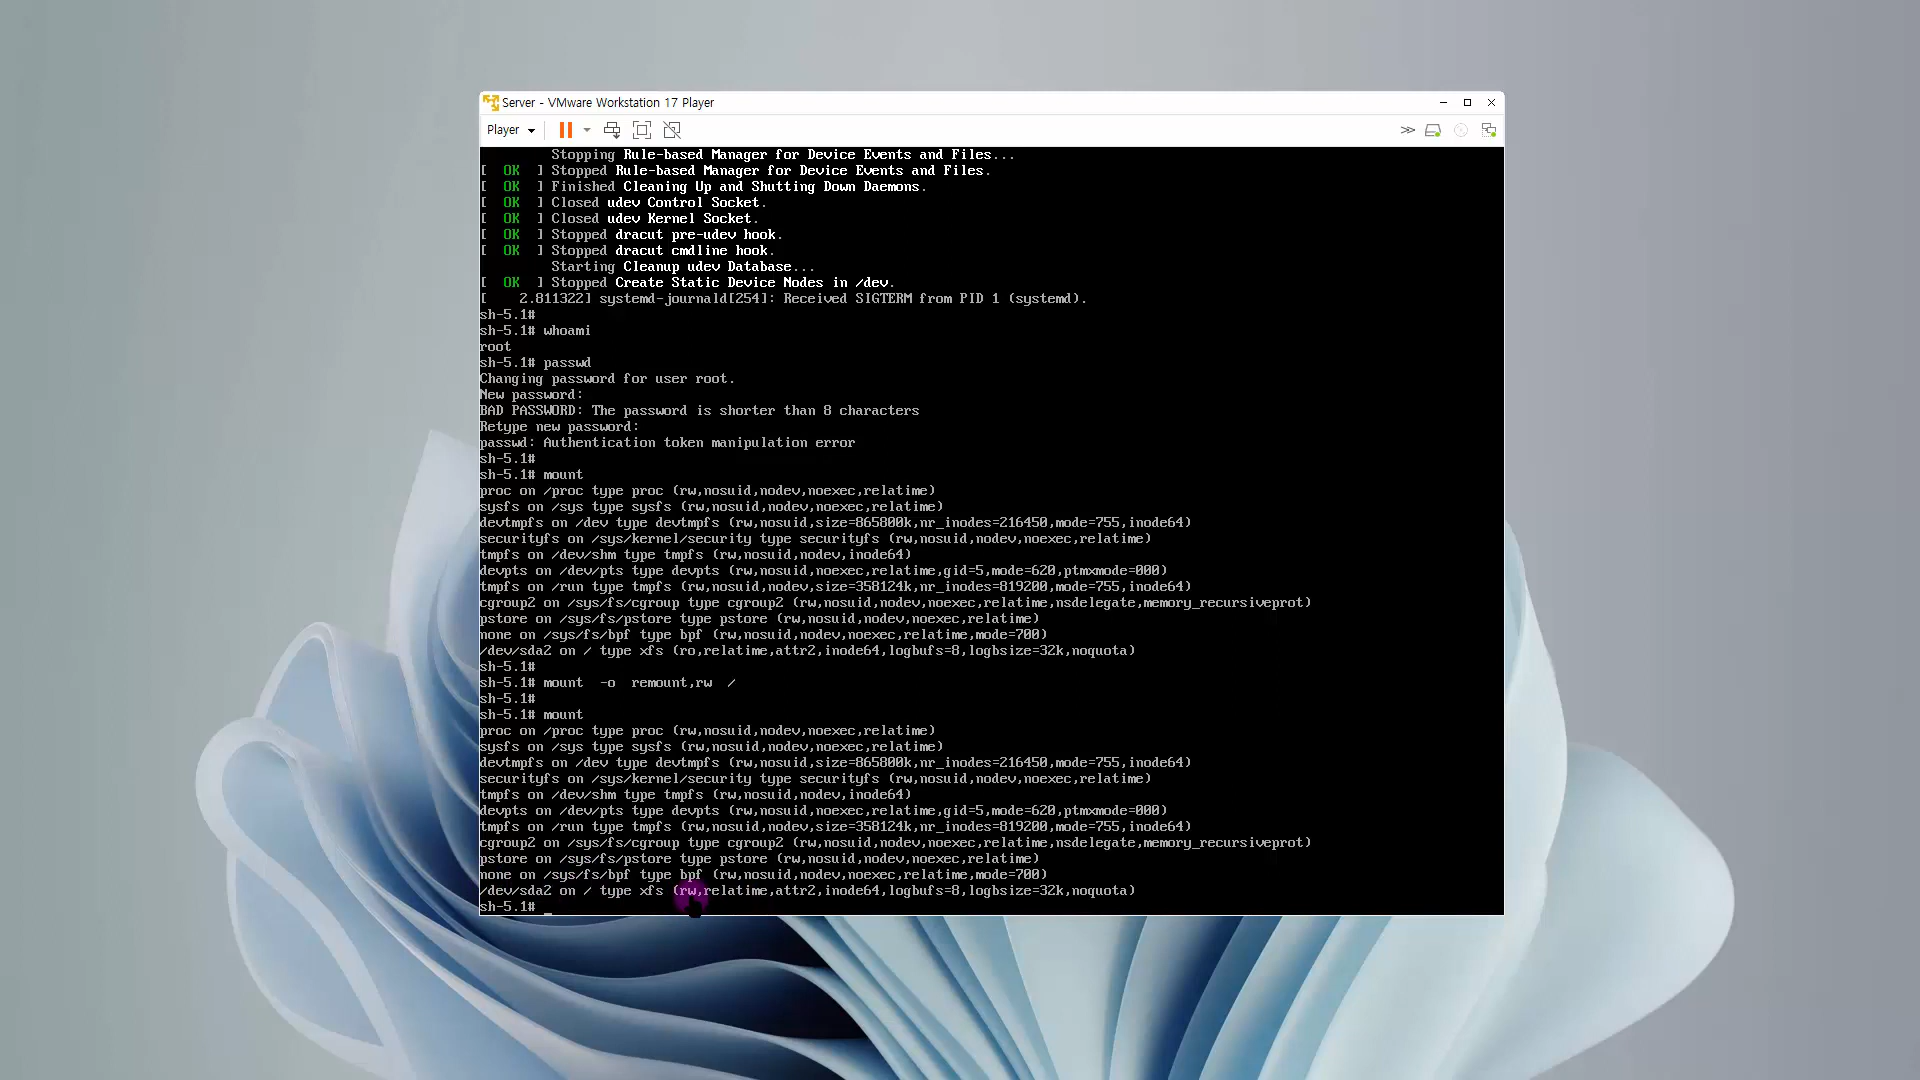 Server - VMware Workstation 17 Player
Player
Stopping Rule-based Manager for Device Events and Files...
[  OK  ] Stopped Rule-based Manager for Device Events and Files.
[  OK  ] Finished Cleaning Up and Shutting Down Daemons.
[  OK  ] Closed udev Control Socket.
[  OK  ] Closed udev Kernel Socket.
[  OK  ] Stopped dracut pre-udev hook.
[  OK  ] Stopped dracut cmdline hook.
Starting Cleanup udev Database...
[  OK  ] Stopped Create Static Device Nodes in /dev.
[    2.811322] systemd-journald[254]: Received SIGTERM from PID 1 (systemd).
sh-5.1#
sh-5.1# whoami
root
sh-5.1# passwd
Changing password for user root.
New password:
BAD PASSWORD: The password is shorter than 8 characters
Retype new password:
passwd: Authentication token manipulation error
sh-5.1#
sh-5.1# mount
proc on /proc type proc (rw,nosuid,nodev,noexec,relatime)
sysfs on /sys type sysfs (rw,nosuid,nodev,noexec,relatime)
devtmpfs on /dev type devtmpfs (rw,nosuid,size=865800k,nr_inodes=216450,mode=755,inode64)
securityfs on /sys/kernel/security type securityfs (rw,nosuid,nodev,noexec,relatime)
tmpfs on /dev/shm type tmpfs (rw,nosuid,nodev,inode64)
devpts on /dev/pts type devpts (rw,nosuid,noexec,relatime,gid=5,mode=620,ptmxmode=000)
tmpfs on /run type tmpfs (rw,nosuid,nodev,size=358124k,nr_inodes=819200,mode=755,inode64)
cgroup2 on /sys/fs/cgroup type cgroup2 (rw,nosuid,nodev,noexec,relatime,nsdelegate,memory_recursiveprot)
pstore on /sys/fs/pstore type pstore (rw,nosuid,nodev,noexec,relatime)
none on /sys/fs/bpf type bpf (rw,nosuid,nodev,noexec,relatime,mode=700)
/dev/sda2 on / type xfs (ro,relatime,attr2,inode64,logbufs=8,logbsize=32k,noquota)
sh-5.1#
sh-5.1# mount  -o  remount,rw  /
sh-5.1#
sh-5.1# mount
proc on /proc type proc (rw,nosuid,nodev,noexec,relatime)
sysfs on /sys type sysfs (rw,nosuid,nodev,noexec,relatime)
devtmpfs on /dev type devtmpfs (rw,nosuid,size=865800k,nr_inodes=216450,mode=755,inode64)
securityfs on /sys/kernel/security type securityfs (rw,nosuid,nodev,noexec,relatime)
tmpfs on /dev/shm type tmpfs (rw,nosuid,nodev,inode64)
devpts on /dev/pts type devpts (rw,nosuid,noexec,relatime,gid=5,mode=620,ptmxmode=000)
tmpfs on /run type tmpfs (rw,nosuid,nodev,size=358124k,nr_inodes=819200,mode=755,inode64)
cgroup2 on /sys/fs/cgroup type cgroup2 (rw,nosuid,nodev,noexec,relatime,nsdelegate,memory_recursiveprot)
pstore on /sys/fs/pstore type pstore (rw,nosuid,nodev,noexec,relatime)
none on /sys/fs/bpf type bpf (rw,nosuid,nodev,noexec,relatime,mode=700)
/dev/sda2 on / type xfs (rw,relatime,attr2,inode64,logbufs=8,logbsize=32k,noquota)
sh-5.1# _